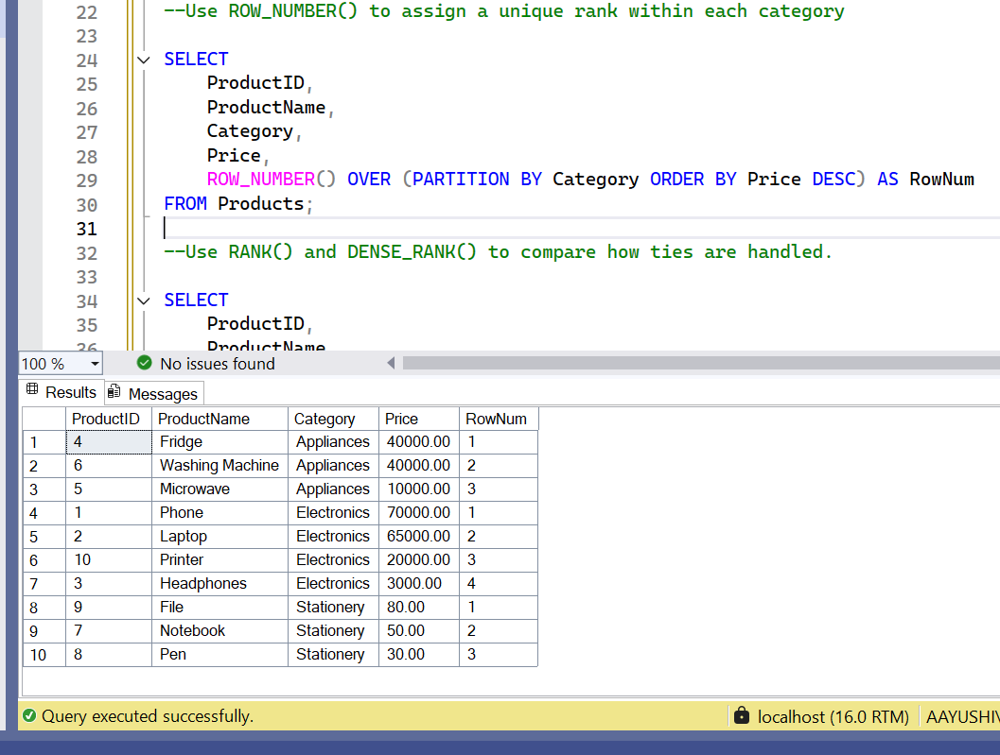 22 --Use ROW_NUMBER() to assign a unique rank within each category
23
24 SELECT
25 ProductID,
26 ProductName,
27 Category,
28 Price,
29 ROW_NUMBER() OVER (PARTITION BY Category ORDER BY Price DESC) AS RowNum
30 FROM Products;
31
32 --Use RANK() and DENSE_RANK() to compare how ties are handled.
33
34 SELECT
35 ProductID,
36 ProductName
100 % No issues found
Results Messages
ProductID ProductName Category Price RowNum
1 4 Fridge Appliances 40000.00 1
2 6 Washing Machine Appliances 40000.00 2
3 5 Microwave Appliances 10000.00 3
4 1 Phone Electronics 70000.00 1
5 2 Laptop Electronics 65000.00 2
6 10 Printer Electronics 20000.00 3
7 3 Headphones Electronics 3000.00 4
8 9 File Stationery 80.00 1
9 7 Notebook Stationery 50.00 2
10 8 Pen Stationery 30.00 3
Query executed successfully. localhost (16.0 RTM) AAYUSHIV